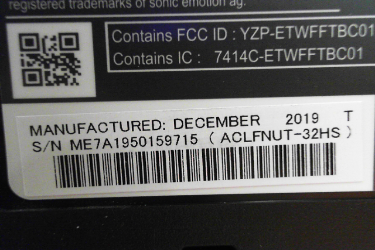 registered trademarks of sonic emotion ag.
Contains FCC ID : YZP-ETWFFTBC01
Contains IC : 7414C-ETWFFTBC01
MANUFACTURED: DECEMBER 2019 T
S/N ME7A1950159715 ( ACLFNUT-32HS )